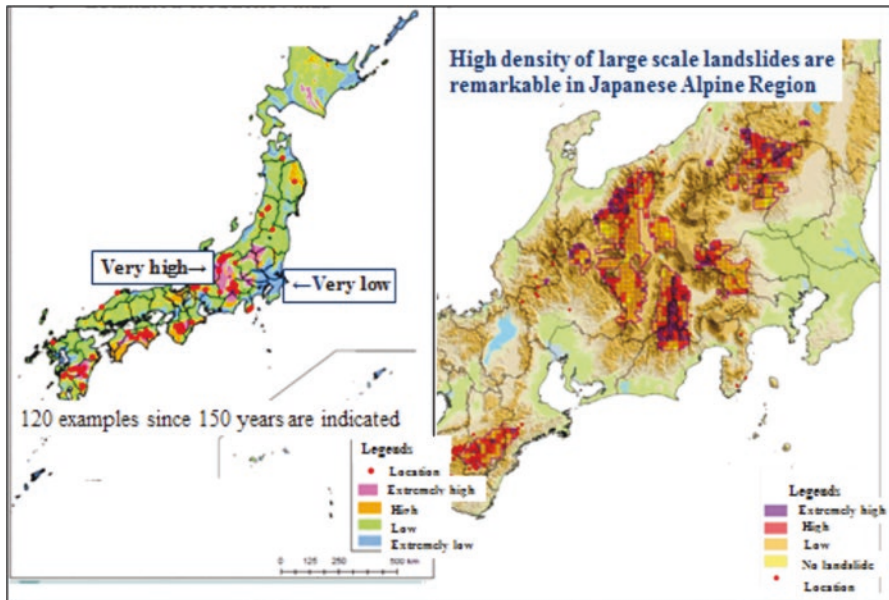 High density of large scale landslides are
remarkable in Japanese Alpine Region
Very high→
←Very low
120 examples since 150 years are indicated
Legends
Location
Extremely high
High
Low
Extremely low
0 125 250 500 km
Legends
Extremely high
High
Low
No landslide
Location